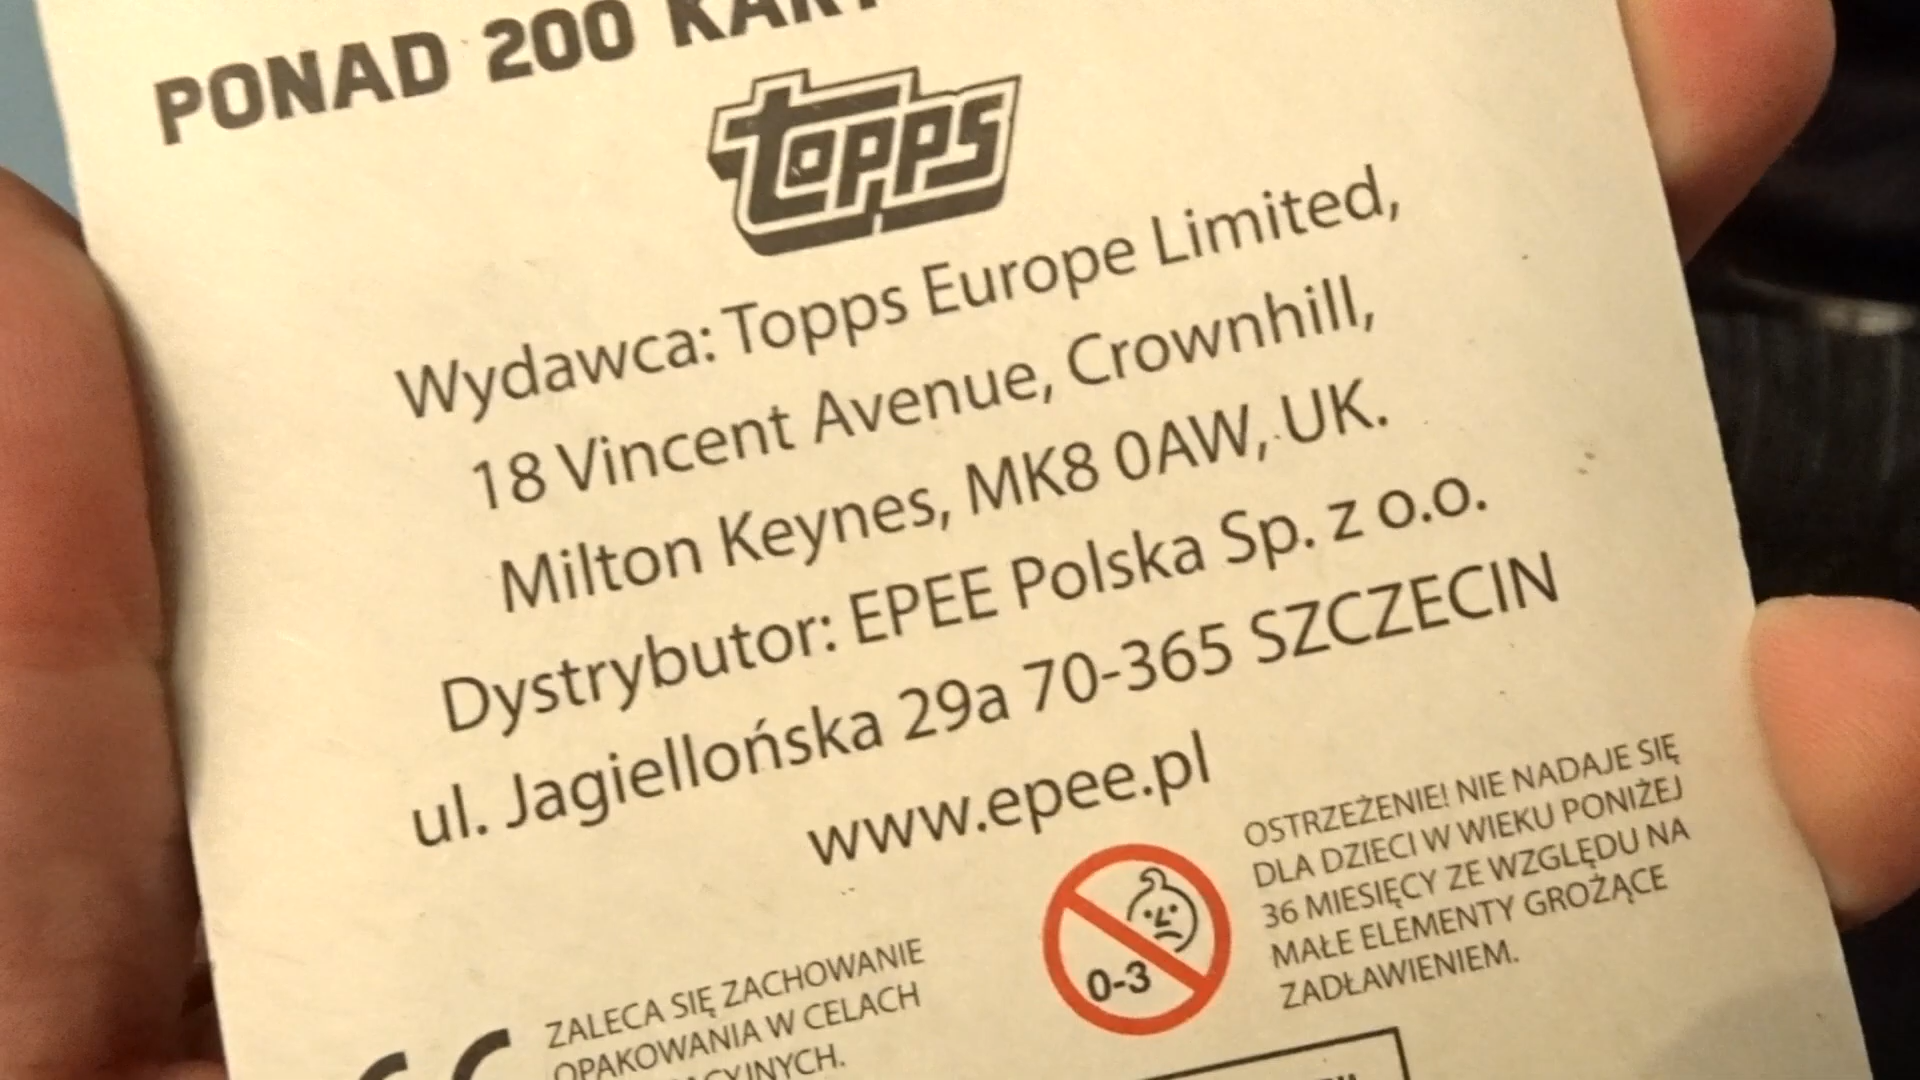 PONAD 200 KART
topps
Wydawca: Topps Europe Limited,
18 Vincent Avenue, Crownhill,
Milton Keynes, MK8 0AW, UK.
Dystrybutor: EPEE Polska Sp. z o.o.
ul. Jagiellońska 29a 70-365 SZCZECIN
www.epee.pl
OSTRZEŻENIE! NIE NADAJE SIĘ
DLA DZIECI W WIEKU PONIŻEJ
36 MIESIĘCY ZE WZGLĘDU NA
MAŁE ELEMENTY GROŻĄCE
ZADŁAWIENIEM.
0-3
ZALECA SIĘ ZACHOWANIE
OPAKOWANIA W CELACH